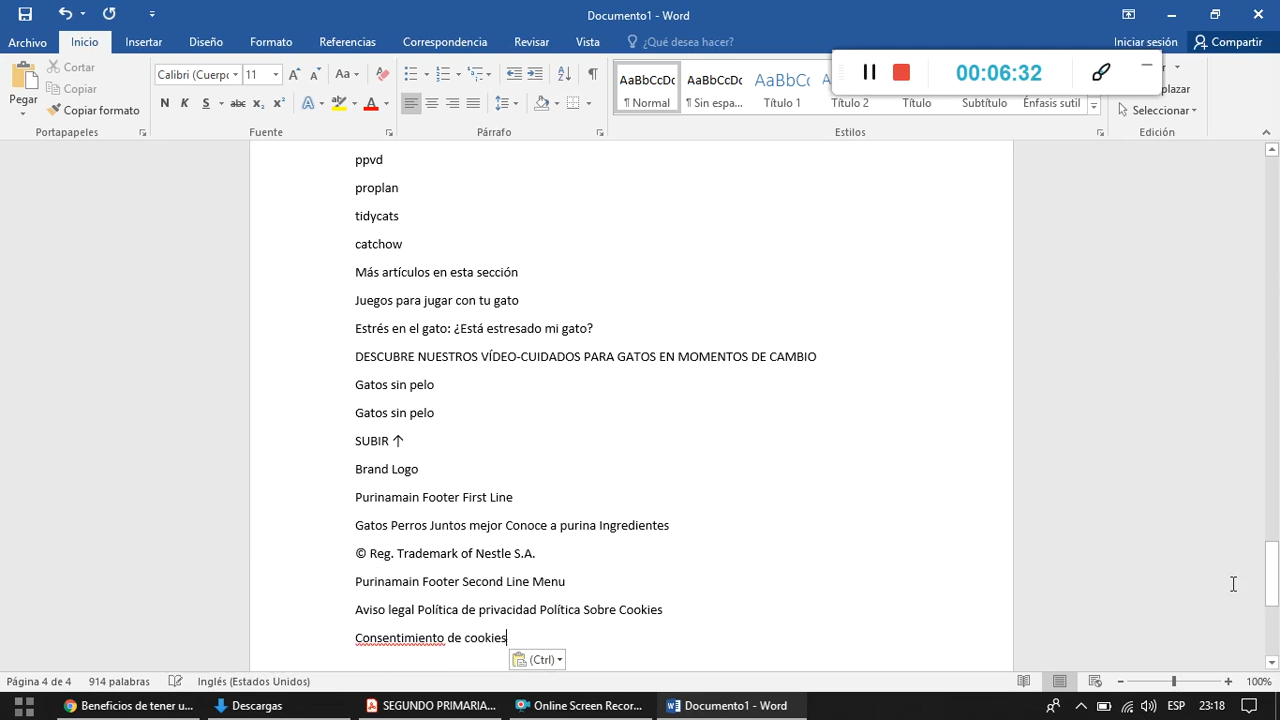 Documento1 - Word
Archivo Inicio Insertar Diseño Formato Referencias Correspondencia Revisar Vista ¿Qué desea hacer? Iniciar sesión Compartir
00:06:32
Pegar
Cortar
Copiar
Copiar formato
Portapapeles
Calibri (Cuerpo 11
N K S abc x₂ x²
Fuente
Párrafo
AaBbCcDc AaBbCcDc AaBbCc
¶ Normal ¶ Sin espa... Título 1 Título 2 Título Subtítulo Énfasis sutil
Estilos
Seleccionar
Edición
ppvd
proplan
tidycats
catchow
Más artículos en esta sección
Juegos para jugar con tu gato
Estrés en el gato: ¿Está estresado mi gato?
DESCUBRE NUESTROS VÍDEO-CUIDADOS PARA GATOS EN MOMENTOS DE CAMBIO
Gatos sin pelo
Gatos sin pelo
SUBIR ↑
Brand Logo
Purinamain Footer First Line
Gatos Perros Juntos mejor Conoce a purina Ingredientes
© Reg. Trademark of Nestle S.A.
Purinamain Footer Second Line Menu
Aviso legal Política de privacidad Política Sobre Cookies
Consentimiento de cookies
(Ctrl)
Página 4 de 4 914 palabras Inglés (Estados Unidos) 100%
Beneficios de tener u... Descargas SEGUNDO PRIMARIA... Online Screen Recor... Documento1 - Word ESP 23:18